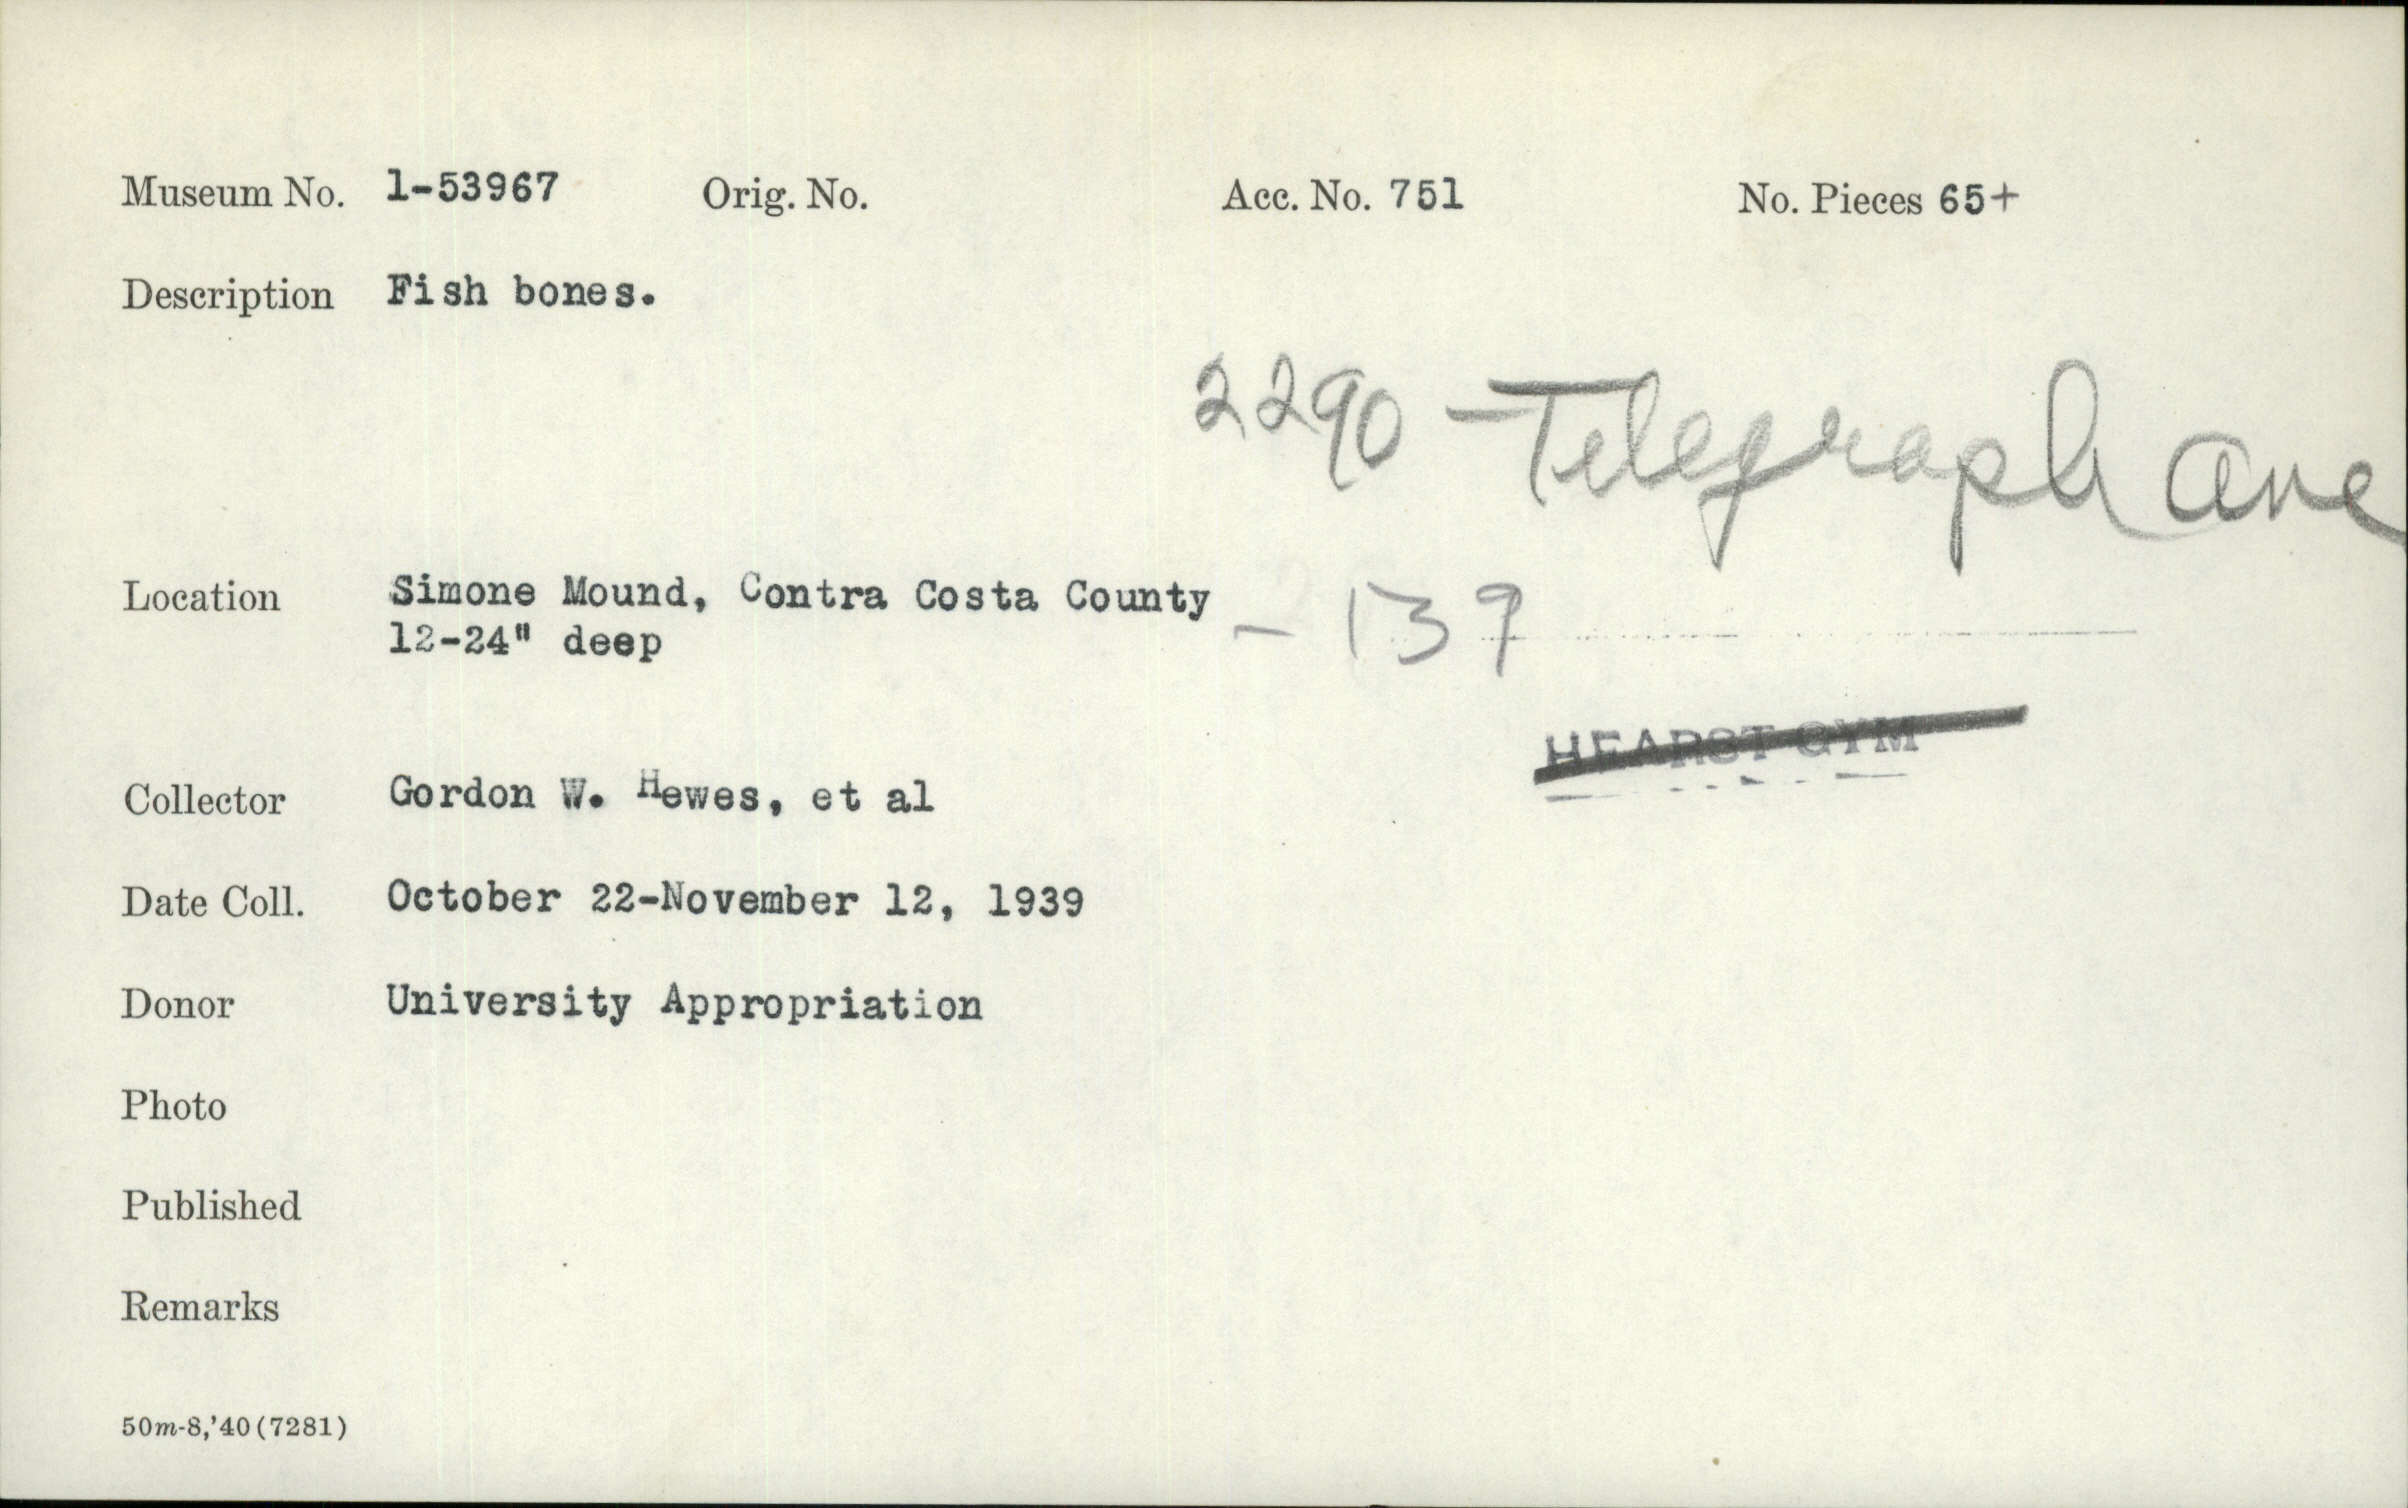 Museum No. 1-53967 Orig. No. Acc. No. 751 No. Pieces 65+
Description Fish bones.
2290 - Telegraph Ave
Location Simone Mound, Contra Costa County - 139
12-24" deep
HEARST GYM
Collector Gordon W. Hewes, et al
Date Coll. October 22-November 12, 1939
Donor University Appropriation
Photo
Published
Remarks
50m-8,'40(7281)